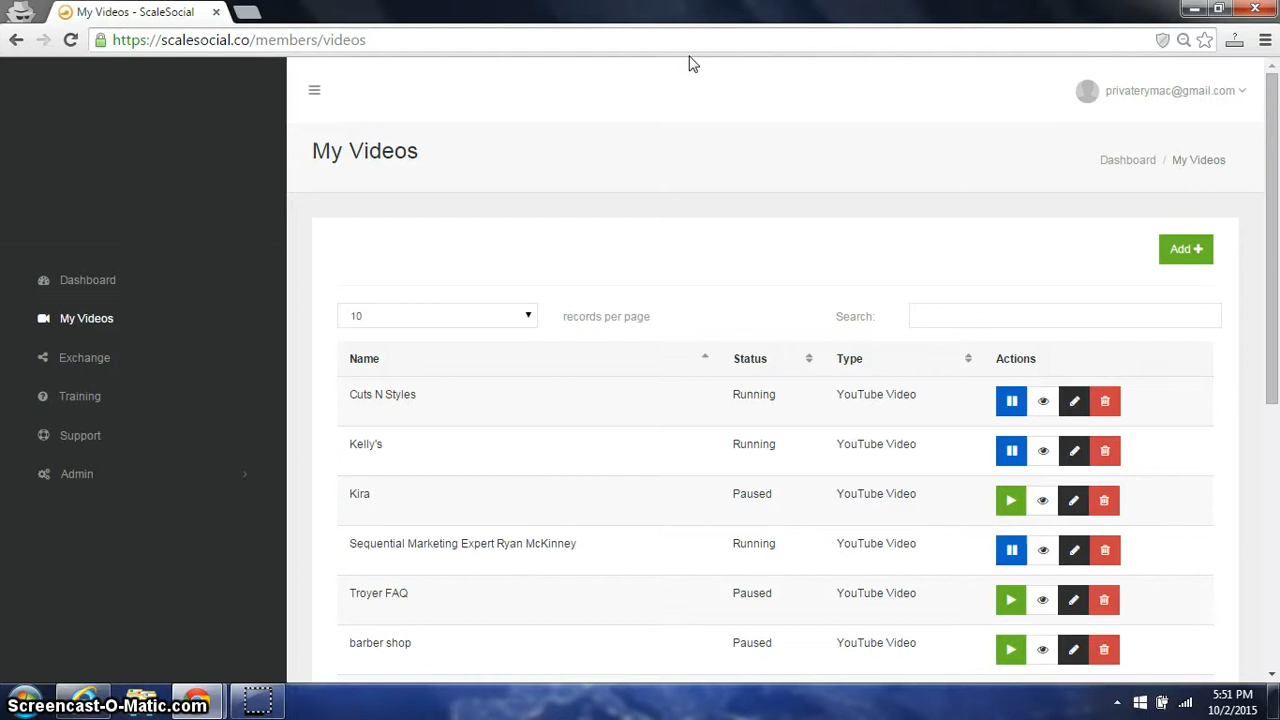 My Videos - ScaleSocial
https://scalesocial.co/members/videos
privaterymac@gmail.com
My Videos
Dashboard / My Videos
Add
Dashboard
My Videos
Exchange
Training
Support
Admin
10 records per page Search:
Name Status Type Actions
Cuts N Styles Running YouTube Video
Kelly's Running YouTube Video
Kira Paused YouTube Video
Sequential Marketing Expert Ryan McKinney Running YouTube Video
Troyer FAQ Paused YouTube Video
barber shop Paused YouTube Video
Screencast-O-Matic.com
5:51 PM
10/2/2015